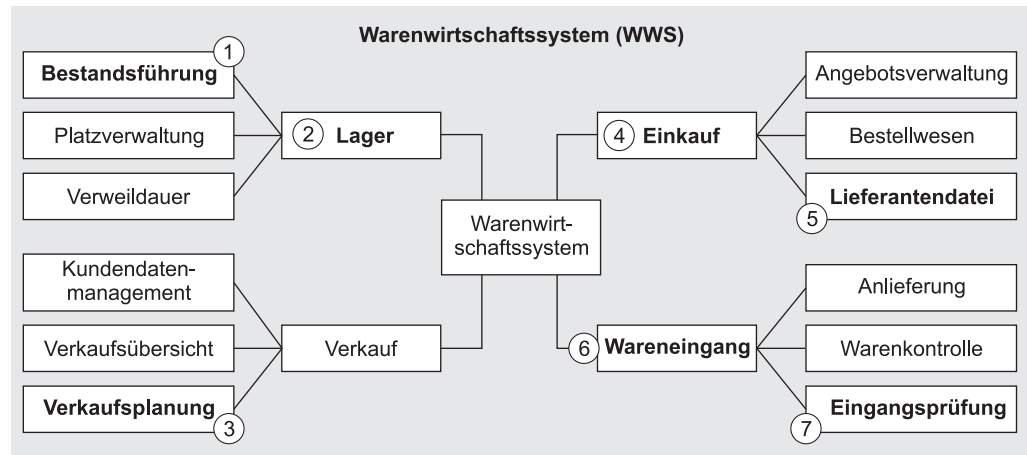 Warenwirtschaftssystem (WWS)
1
Bestandsführung
Platzverwaltung
Verweildauer
2 Lager
Kundendaten-
management
Verkaufsübersicht
Verkaufsplanung
3
Verkauf
Warenwirt-
schaftssystem
4 Einkauf
Angebotsverwaltung
Bestellwesen
Lieferantendatei
5
6 Wareneingang
Anlieferung
Warenkontrolle
Eingangsprüfung
7